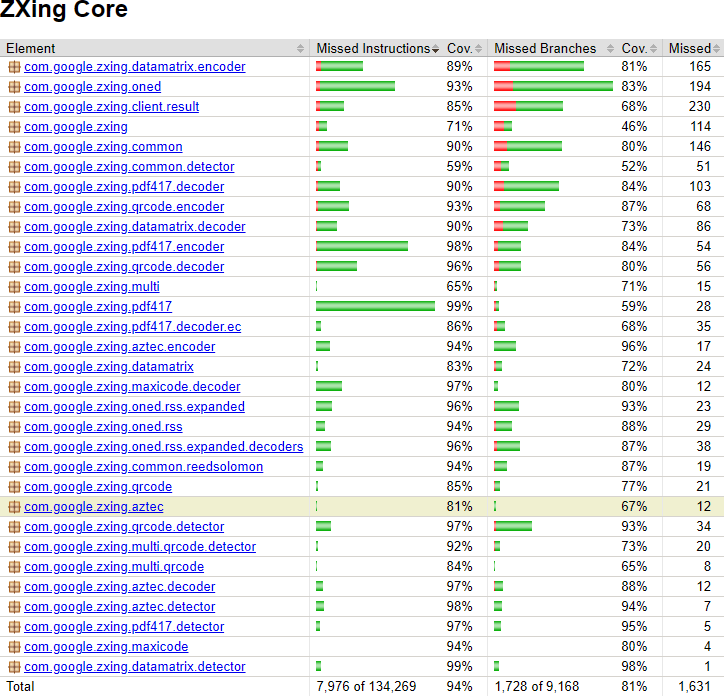 ZXing Core
Element Missed Instructions Cov. Missed Branches Cov. Missed
com.google.zxing.datamatrix.encoder 89% 81% 165
com.google.zxing.oned 93% 83% 194
com.google.zxing.client.result 85% 68% 230
com.google.zxing 71% 46% 114
com.google.zxing.common 90% 80% 146
com.google.zxing.common.detector 59% 52% 51
com.google.zxing.pdf417.decoder 90% 84% 103
com.google.zxing.qrcode.encoder 93% 87% 68
com.google.zxing.datamatrix.decoder 90% 73% 86
com.google.zxing.pdf417.encoder 98% 84% 54
com.google.zxing.qrcode.decoder 96% 80% 56
com.google.zxing.multi 65% 71% 15
com.google.zxing.pdf417 99% 59% 28
com.google.zxing.pdf417.decoder.ec 86% 68% 35
com.google.zxing.aztec.encoder 94% 96% 17
com.google.zxing.datamatrix 83% 72% 24
com.google.zxing.maxicode.decoder 97% 80% 12
com.google.zxing.oned.rss.expanded 96% 93% 23
com.google.zxing.oned.rss 94% 88% 29
com.google.zxing.oned.rss.expanded.decoders 96% 87% 38
com.google.zxing.common.reedsolomon 94% 87% 19
com.google.zxing.qrcode 85% 77% 21
com.google.zxing.aztec 81% 67% 12
com.google.zxing.qrcode.detector 97% 93% 34
com.google.zxing.multi.qrcode.detector 92% 73% 20
com.google.zxing.multi.qrcode 84% 65% 8
com.google.zxing.aztec.decoder 97% 88% 12
com.google.zxing.aztec.detector 98% 94% 7
com.google.zxing.pdf417.detector 97% 95% 5
com.google.zxing.maxicode 94% 80% 4
com.google.zxing.datamatrix.detector 99% 98% 1
Total 7,976 of 134,269 94% 1,728 of 9,168 81% 1,631